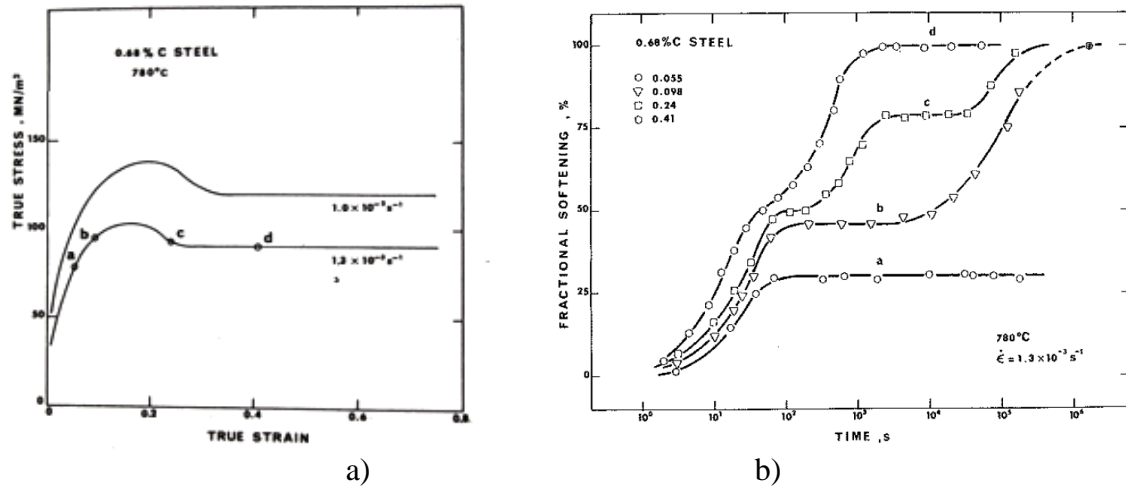 0.68% C STEEL
780°C
TRUE STRESS, MN/m²
150
100
50
0
a
b
c
d
1.0 × 10⁻²s⁻¹
1,3 × 10⁻³s⁻¹
0
0.2
0.4
0.6
0.8
TRUE STRAIN
a)
0.68%C STEEL
0.055
0.098
0.24
0.41
FRACTIONAL SOFTENING, %
100
75
50
25
0
d
c
b
a
780°C
ε̇ = 1.3 × 10⁻³ s⁻¹
10⁰
10¹
10²
10³
10⁴
10⁵
10⁶
TIME, s
b)